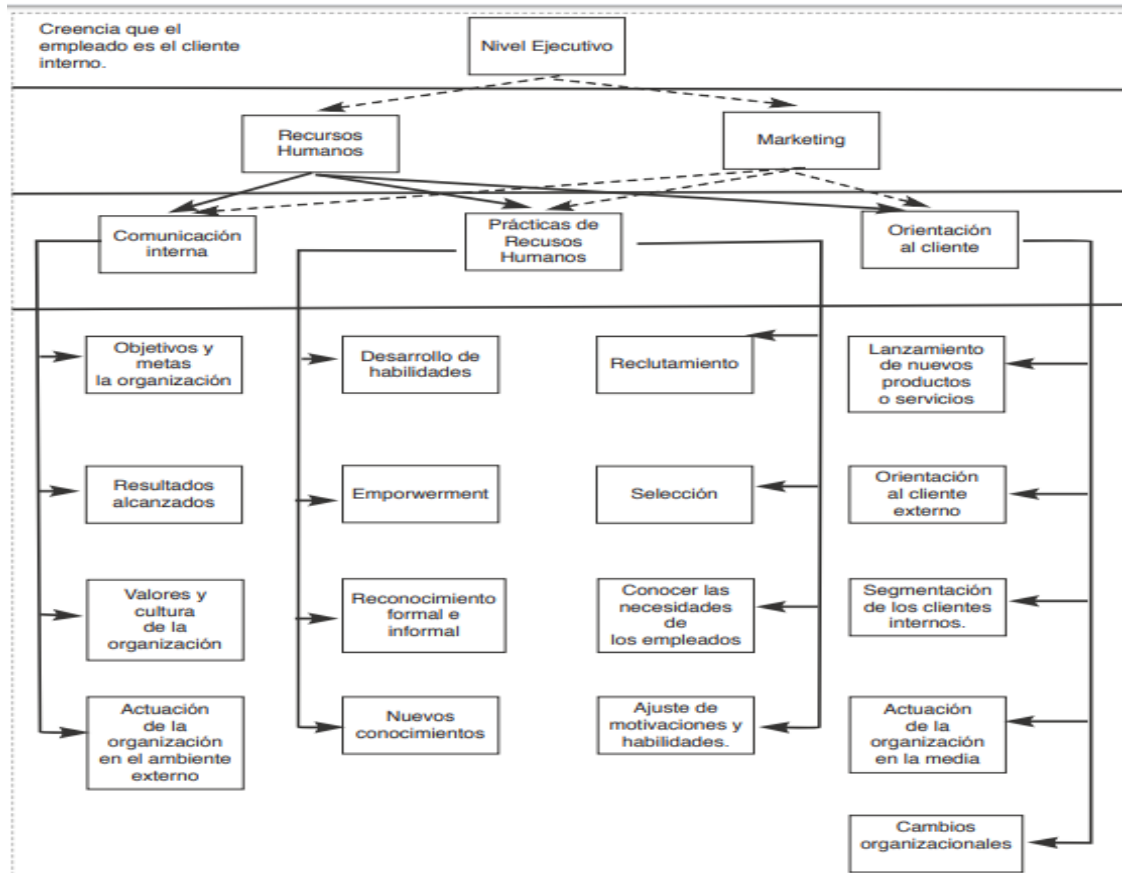 Creencia que el
empleado es el cliente
interno.
Nivel Ejecutivo
Recursos
Humanos
Marketing
Comunicación
interna
Prácticas de
Recusos
Humanos
Orientación
al cliente
Objetivos y
metas
la organización
Desarrollo de
habilidades
Reclutamiento
Lanzamiento
de nuevos
productos
o servicios
Resultados
alcanzados
Emporwerment
Selección
Orientación
al cliente
externo
Valores y
cultura
de la
organización
Reconocimiento
formal e
informal
Conocer las
necesidades
de
los empleados
Segmentación
de los clientes
internos.
Actuación
de la
organización
en el ambiente
externo
Nuevos
conocimientos
Ajuste de
motivaciones y
habilidades.
Actuación
de la
organización
en la media
Cambios
organizacionales